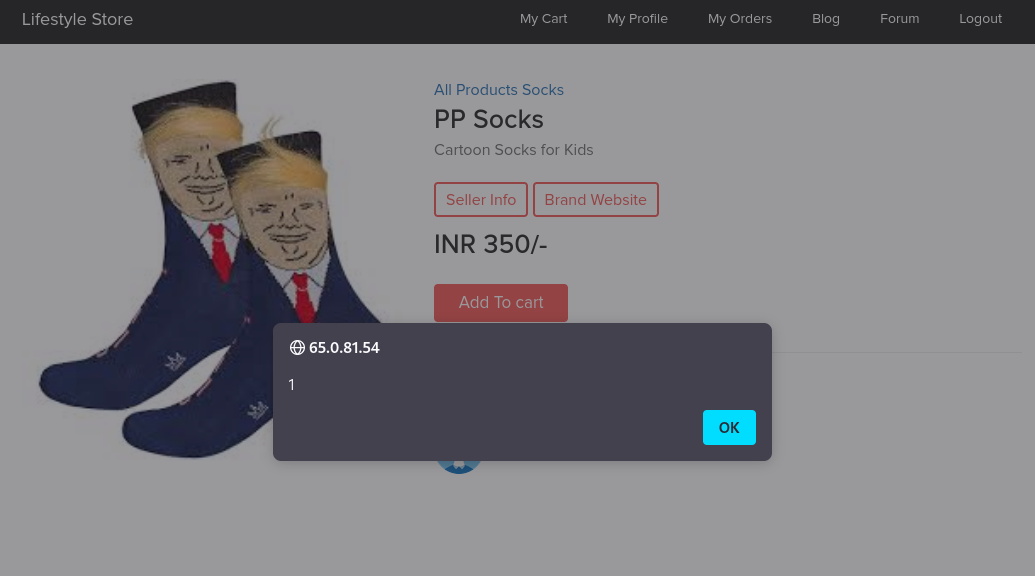 Lifestyle Store
My Cart
My Profile
My Orders
Blog
Forum
Logout
All Products Socks
PP Socks
Cartoon Socks for Kids
Seller Info
Brand Website
INR 350/-
Add To cart
65.0.81.54
1
OK